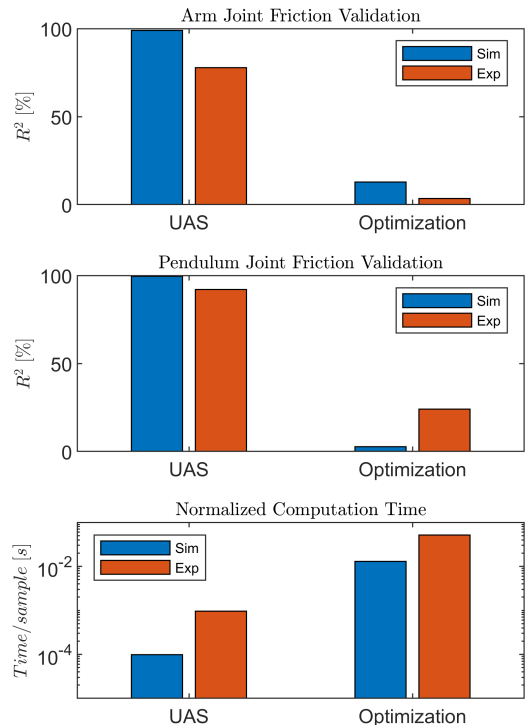 Arm Joint Friction Validation
100
50
0
R² [%]
Sim
Exp
UAS Optimization
Pendulum Joint Friction Validation
100
50
0
R² [%]
Sim
Exp
UAS Optimization
Normalized Computation Time
10⁻²
10⁻⁴
Time/sample [s]
Sim
Exp
UAS Optimization